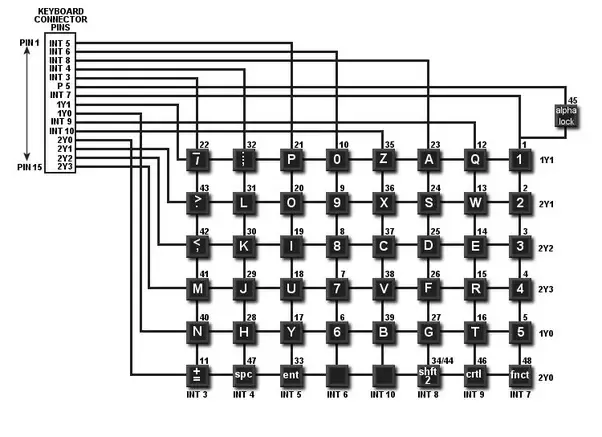 KEYBOARD
CONNECTOR
PINS
PIN 1
INT 5
INT 6
INT 8
INT 4
INT 3
P 5
INT 7
1Y1
1Y0
INT 9
INT 10
2Y0
2Y1
2Y2
2Y3
PIN 15
45
alpha
lock
22 32 21 10 35 23 12 1
P 0 Z A Q 1 1Y1
43 31 20 9 36 24 13 2
> L O 9 X S W 2 2Y1
42 30 19 8 37 25 14 3
< , K I 8 C D E 3 2Y2
41 29 18 7 38 26 15 4
M J U 7 V F R 4 2Y3
40 28 17 6 39 27 16 5
N H Y 6 B G T 5 1Y0
11 47 33 34/44 46 48
± = spc ent shft 2 crtl fnct 2Y0
INT 3 INT 4 INT 5 INT 6 INT 10 INT 8 INT 9 INT 7